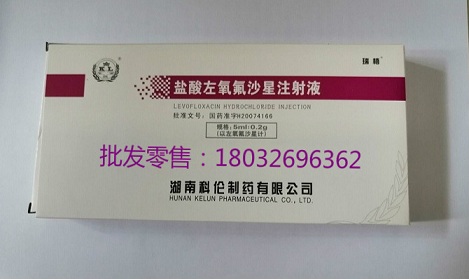 瑞格
KL
盐酸左氧氟沙星注射液
LEVOFLOXACIN HYDROCHLORIDE INJECTION
批准文号:国药准字H20074166
规格:5ml:0.2g
(以左氧氟沙星计)
批发零售:18032696362
湖南科伦制药有限公司
HUNAN KELUN PHARMACEUTICAL CO., LTD.